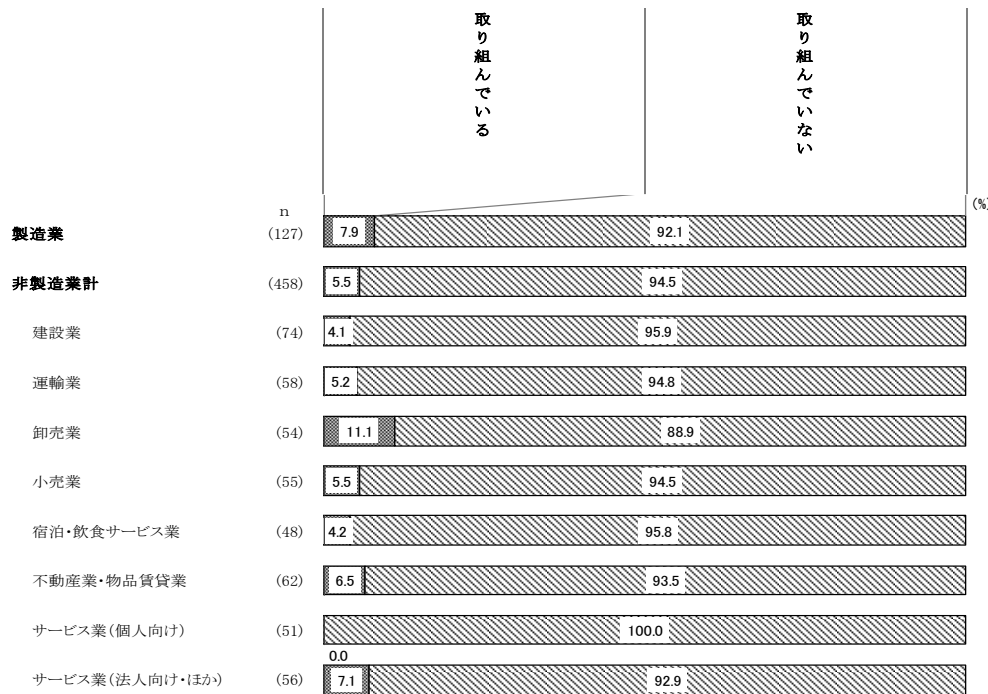 取り組んでいる
取り組んでいない
n
(%)
製造業 (127) 7.9 92.1
非製造業計 (458) 5.5 94.5
建設業 (74) 4.1 95.9
運輸業 (58) 5.2 94.8
卸売業 (54) 11.1 88.9
小売業 (55) 5.5 94.5
宿泊・飲食サービス業 (48) 4.2 95.8
不動産業・物品賃貸業 (62) 6.5 93.5
サービス業(個人向け) (51) 100.0
0.0
サービス業(法人向け・ほか) (56) 7.1 92.9